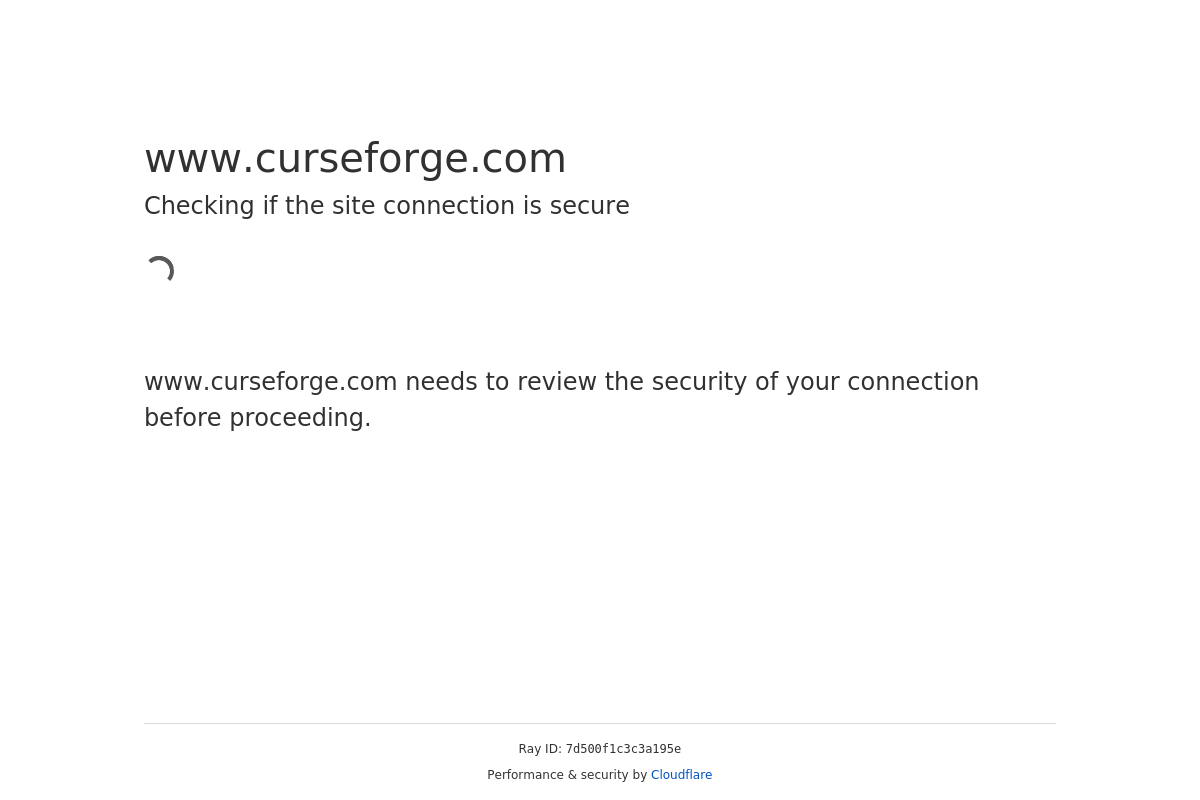 www.curseforge.com
Checking if the site connection is secure
www.curseforge.com needs to review the security of your connection
before proceeding.
Ray ID: 7d500f1c3c3a195e
Performance & security by Cloudflare